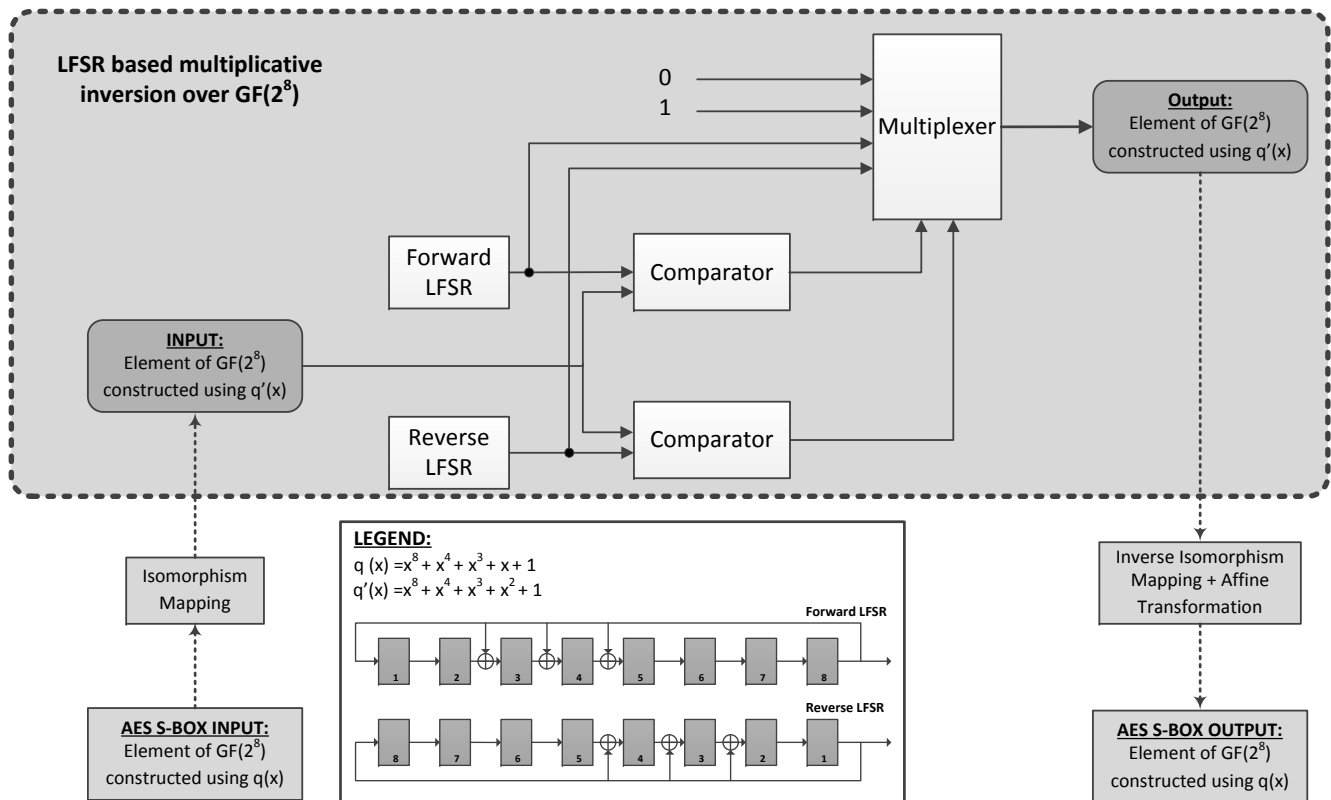 LFSR based multiplicative
inversion over GF(2⁸)
0
1
Multiplexer
Output:
Element of GF(2⁸)
constructed using q’(x)
Forward
LFSR
Comparator
INPUT:
Element of GF(2⁸)
constructed using q’(x)
Reverse
LFSR
Comparator
Isomorphism
Mapping
AES S-BOX INPUT:
Element of GF(2⁸)
constructed using q(x)
LEGEND:
q (x) =x⁸ + x⁴ + x³ + x + 1
q’(x) =x⁸ + x⁴ + x³ + x² + 1
Forward LFSR
1 2 3 4 5 6 7 8
Reverse LFSR
8 7 6 5 4 3 2 1
Inverse Isomorphism
Mapping + Affine
Transformation
AES S-BOX OUTPUT:
Element of GF(2⁸)
constructed using q(x)